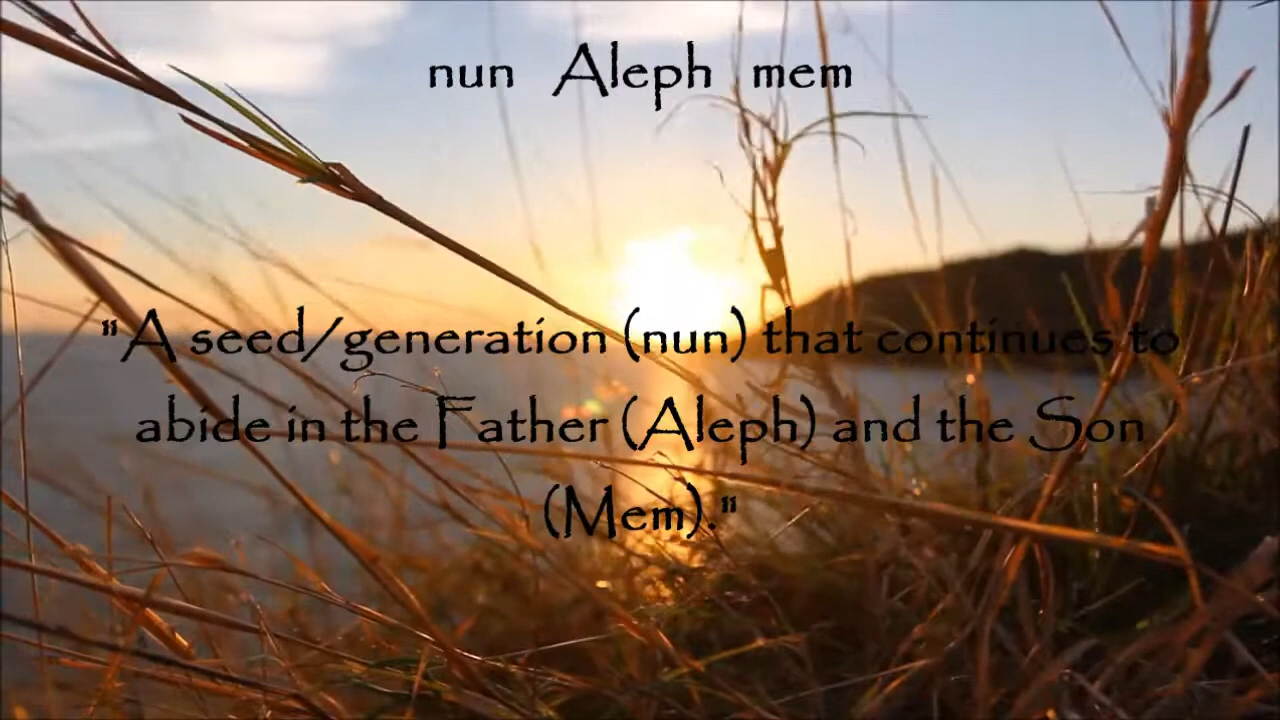 nun Aleph mem
"A seed/generation (nun) that continues to
abide in the Father (Aleph) and the Son
(Mem)."